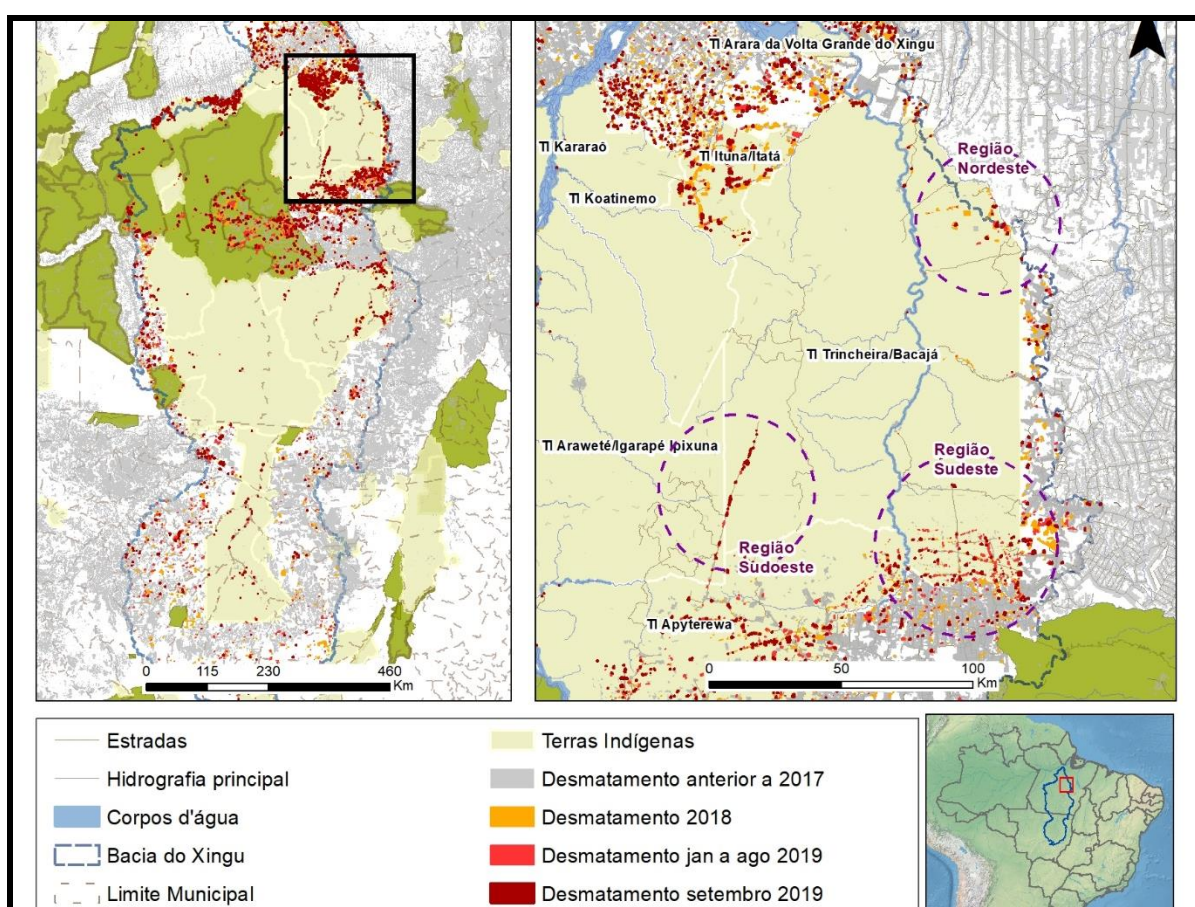 TI Arara da Volta Grande do Xingu
TI Kararaô
TI Ituna/Itatá
Região
Nordeste
TI Koatinemo
TI Trincheira/Bacajá
TI Araweté/Igarapé Ipixuna
Região
Sudeste
Região
Sudoeste
TI Apyterewa
0 115 230 460
Km
0 50 100
Km
Estradas
Hidrografia principal
Corpos d'água
Bacia do Xingu
Limite Municipal
Terras Indígenas
Desmatamento anterior a 2017
Desmatamento 2018
Desmatamento jan a ago 2019
Desmatamento setembro 2019